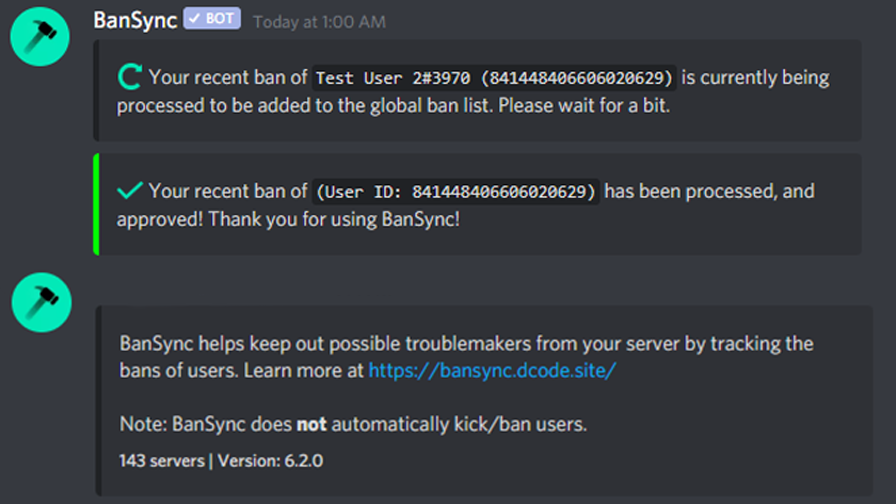 BanSync ✓ BOT Today at 1:00 AM
Your recent ban of Test User 2#3970 (841448406606020629) is currently being
processed to be added to the global ban list. Please wait for a bit.
Your recent ban of (User ID: 841448406606020629) has been processed, and
approved! Thank you for using BanSync!
BanSync helps keep out possible troublemakers from your server by tracking the
bans of users. Learn more at https://bansync.dcode.site/
Note: BanSync does not automatically kick/ban users.
143 servers | Version: 6.2.0